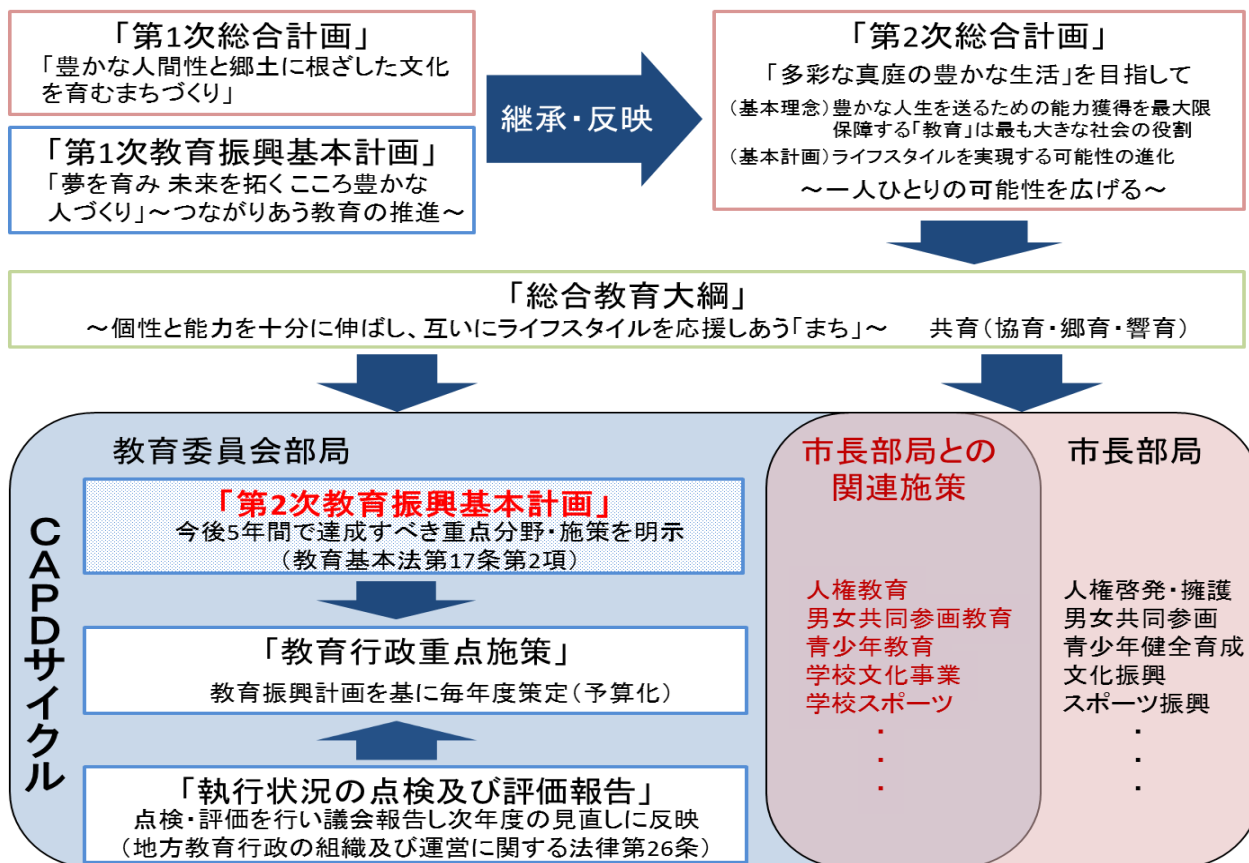 「第1次総合計画」
「豊かな人間性と郷土に根ざした文化
を育むまちづくり」
「第1次教育振興基本計画」
「夢を育み 未来を拓く こころ豊かな
人づくり」～つながりあう教育の推進～
継承・反映
「第2次総合計画」
「多彩な真庭の豊かな生活」を目指して
（基本理念）豊かな人生を送るための能力獲得を最大限
保障する「教育」は最も大きな社会の役割
（基本計画）ライフスタイルを実現する可能性の進化
～一人ひとりの可能性を広げる～
「総合教育大綱」
～個性と能力を十分に伸ばし、互いにライフスタイルを応援しあう「まち」～　共育（協育・郷育・響育）
CAPDサイクル
教育委員会部局
「第2次教育振興基本計画」
今後5年間で達成すべき重点分野・施策を明示
（教育基本法第17条第2項）
「教育行政重点施策」
教育振興計画を基に毎年度策定（予算化）
「執行状況の点検及び評価報告」
点検・評価を行い議会報告し次年度の見直しに反映
（地方教育行政の組織及び運営に関する法律第26条）
市長部局との
関連施策
人権教育
男女共同参画教育
青少年教育
学校文化事業
学校スポーツ
・
・
・
市長部局
人権啓発・擁護
男女共同参画
青少年健全育成
文化振興
スポーツ振興
・
・
・